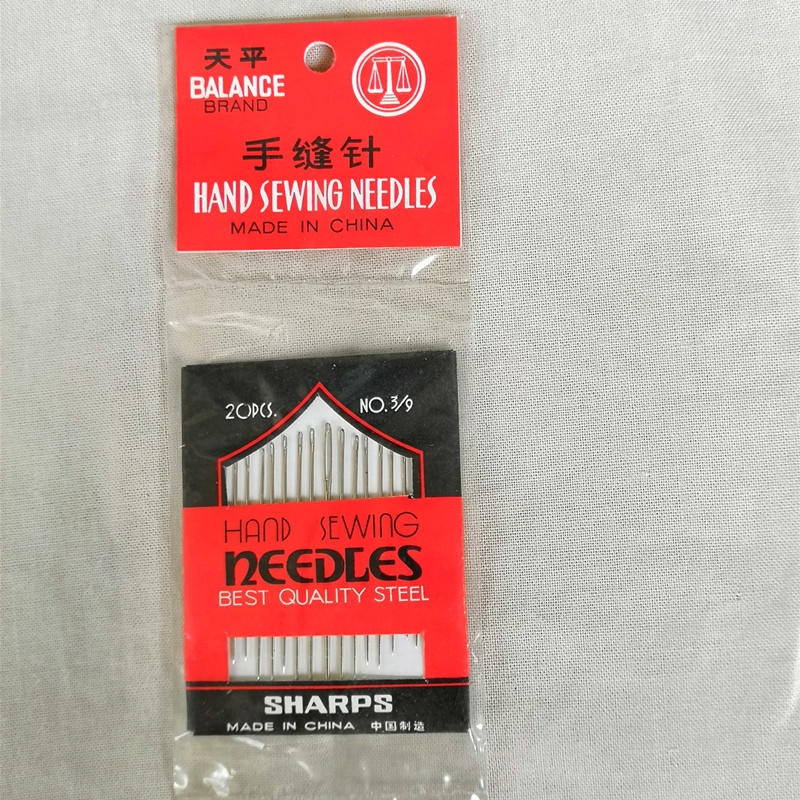 天平
BALANCE
BRAND
手缝针
HAND SEWING NEEDLES
MADE IN CHINA
20PCS. NO.3/9
HAND SEWING
NEEDLES
BEST QUALITY STEEL
SHARPS
MADE IN CHINA 中国制造